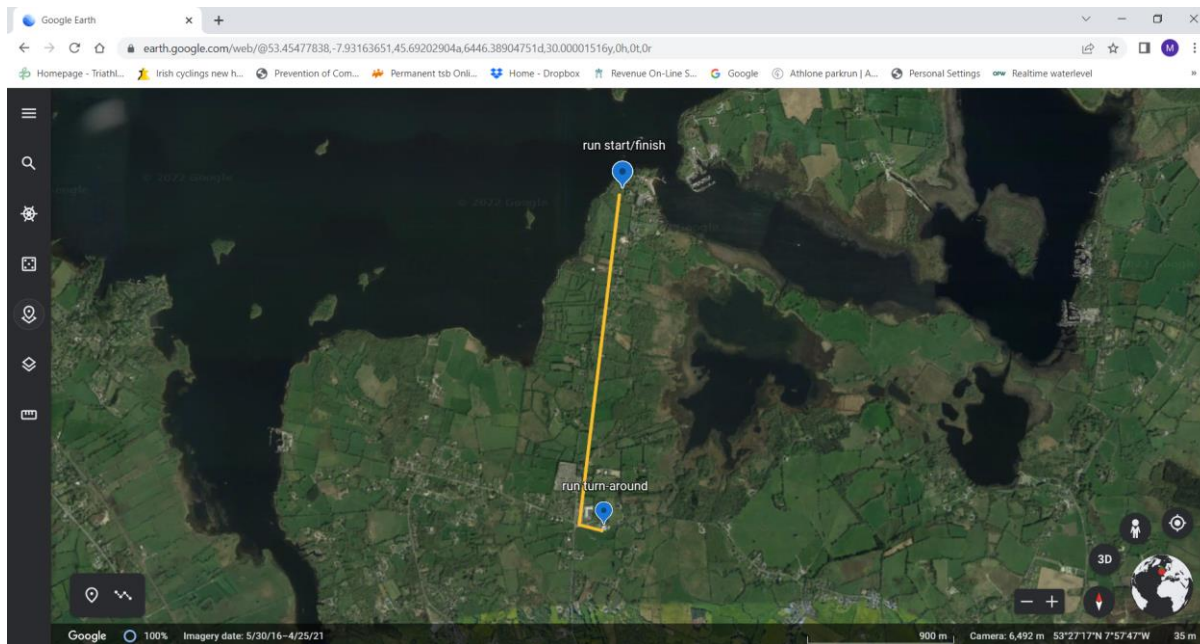 Google Earth
earth.google.com/web/@53.45477838,-7.93163651,45.69202904a,6446.38904751d,30.00001516y,0h,0t,0r
Homepage - Triathl... Irish cyclings new h... Prevention of Com... Permanent tsb Onli... Home - Dropbox Revenue On-Line S... Google Athlone parkrun | A... Personal Settings Realtime waterlevel »
M
run start/finish
© 2022 Google
© 2022 Google
run turn-around
3D
Google 100% Imagery date: 5/30/16–4/25/21 900 m Camera: 6,492 m 53°27'17"N 7°57'47"W 35 m